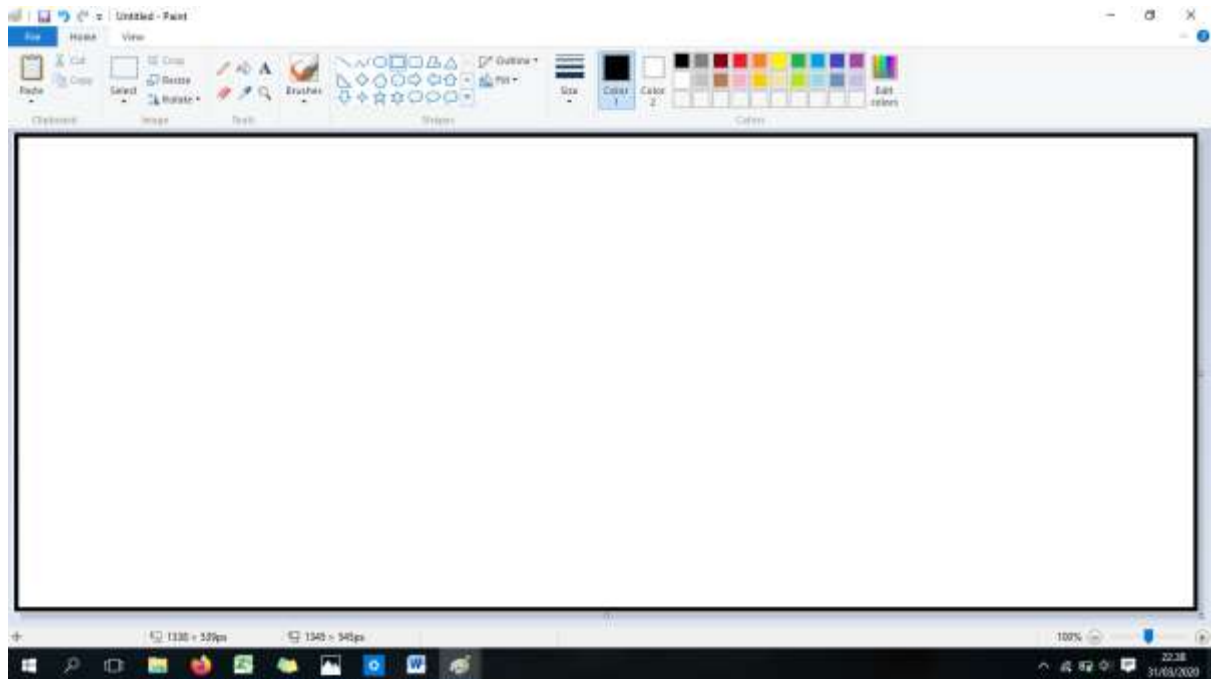 Untitled - Paint
File Home View
Paste Cut Copy Select Crop Resize Rotate Brushes Outline Fill Size Color 1 Color 2 Edit colors
Clipboard Image Tools Shapes Colors
100%
W
22.38
31/03/2020